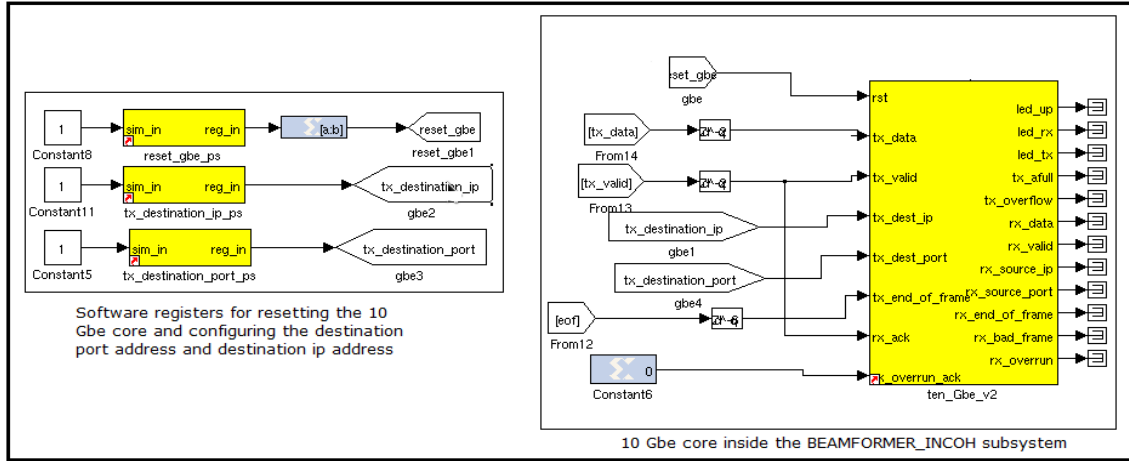 1
sim_in
reg_in
[a:b]
reset_gbe
Constant8
reset_gbe_ps
reset_gbe1
1
sim_in
reg_in
tx_destination_ip
Constant11
tx_destination_ip_ps
gbe2
1
sim_in
reg_in
tx_destination_port
Constant5
tx_destination_port_ps
gbe3
Software registers for resetting the 10
Gbe core and configuring the destination
port address and destination ip address
eset_gbe
gbe
[tx_data]
From14
[tx_valid]
From13
tx_destination_ip
gbe1
tx_destination_port
gbe4
[eof]
From12
0
Constant6
rst
tx_data
tx_valid
tx_dest_ip
tx_dest_port
tx_end_of_frame
rx_ack
x_overrun_ack
led_up
led_rx
led_tx
tx_afull
tx_overflow
rx_data
rx_valid
rx_source_ip
rx_source_port
rx_end_of_frame
rx_bad_frame
rx_overrun
ten_Gbe_v2
10 Gbe core inside the BEAMFORMER_INCOH subsystem